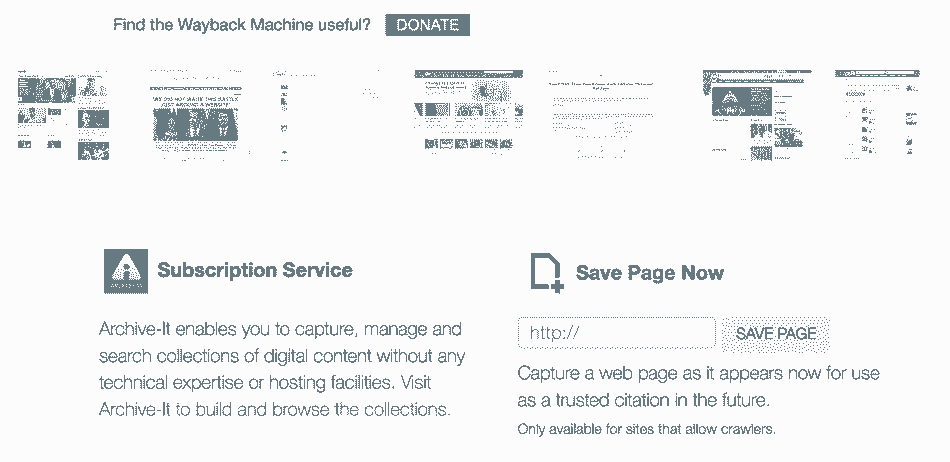 Find the Wayback Machine useful? DONATE
Subscription Service
Archive-It enables you to capture, manage and
search collections of digital content without any
technical expertise or hosting facilities. Visit
Archive-It to build and browse the collections.
Save Page Now
http:// SAVE PAGE
Capture a web page as it appears now for use
as a trusted citation in the future.
Only available for sites that allow crawlers.